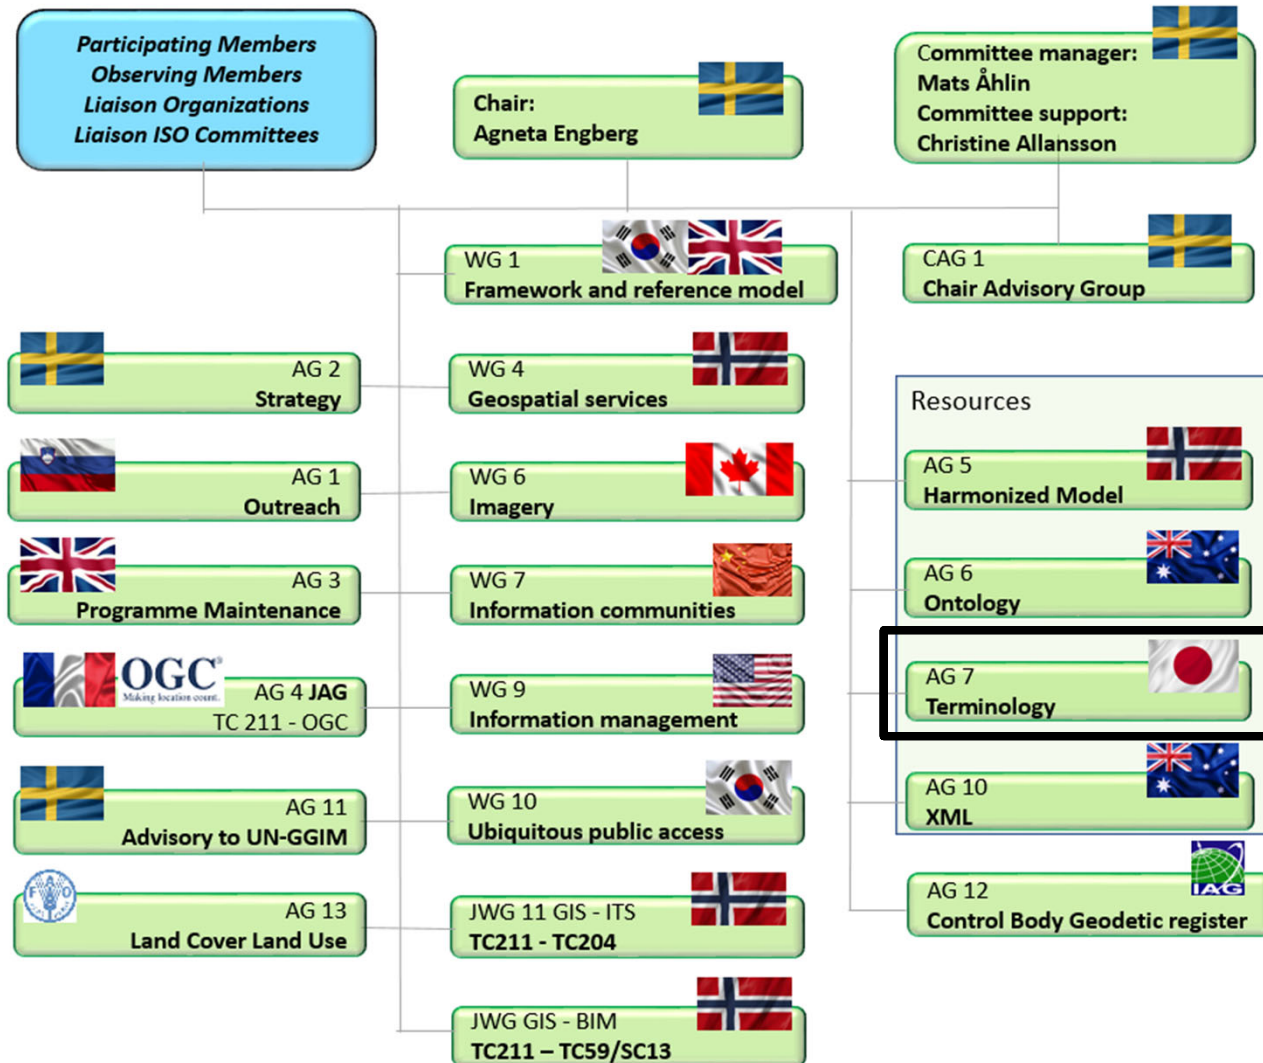 Participating Members
Observing Members
Liaison Organizations
Liaison ISO Committees
Chair:
Agneta Engberg
Committee manager:
Mats Åhlin
Committee support:
Christine Allansson
WG 1
Framework and reference model
CAG 1
Chair Advisory Group
AG 2
Strategy
WG 4
Geospatial services
Resources
AG 5
Harmonized Model
AG 1
Outreach
WG 6
Imagery
AG 6
Ontology
AG 3
Programme Maintenance
WG 7
Information communities
AG 7
Terminology
OGC®
Making location count.
AG 4 JAG
TC 211 - OGC
WG 9
Information management
AG 10
XML
AG 11
Advisory to UN-GGIM
WG 10
Ubiquitous public access
IAG
AG 12
Control Body Geodetic register
FAO
AG 13
Land Cover Land Use
JWG 11 GIS - ITS
TC211 - TC204
JWG GIS - BIM
TC211 – TC59/SC13